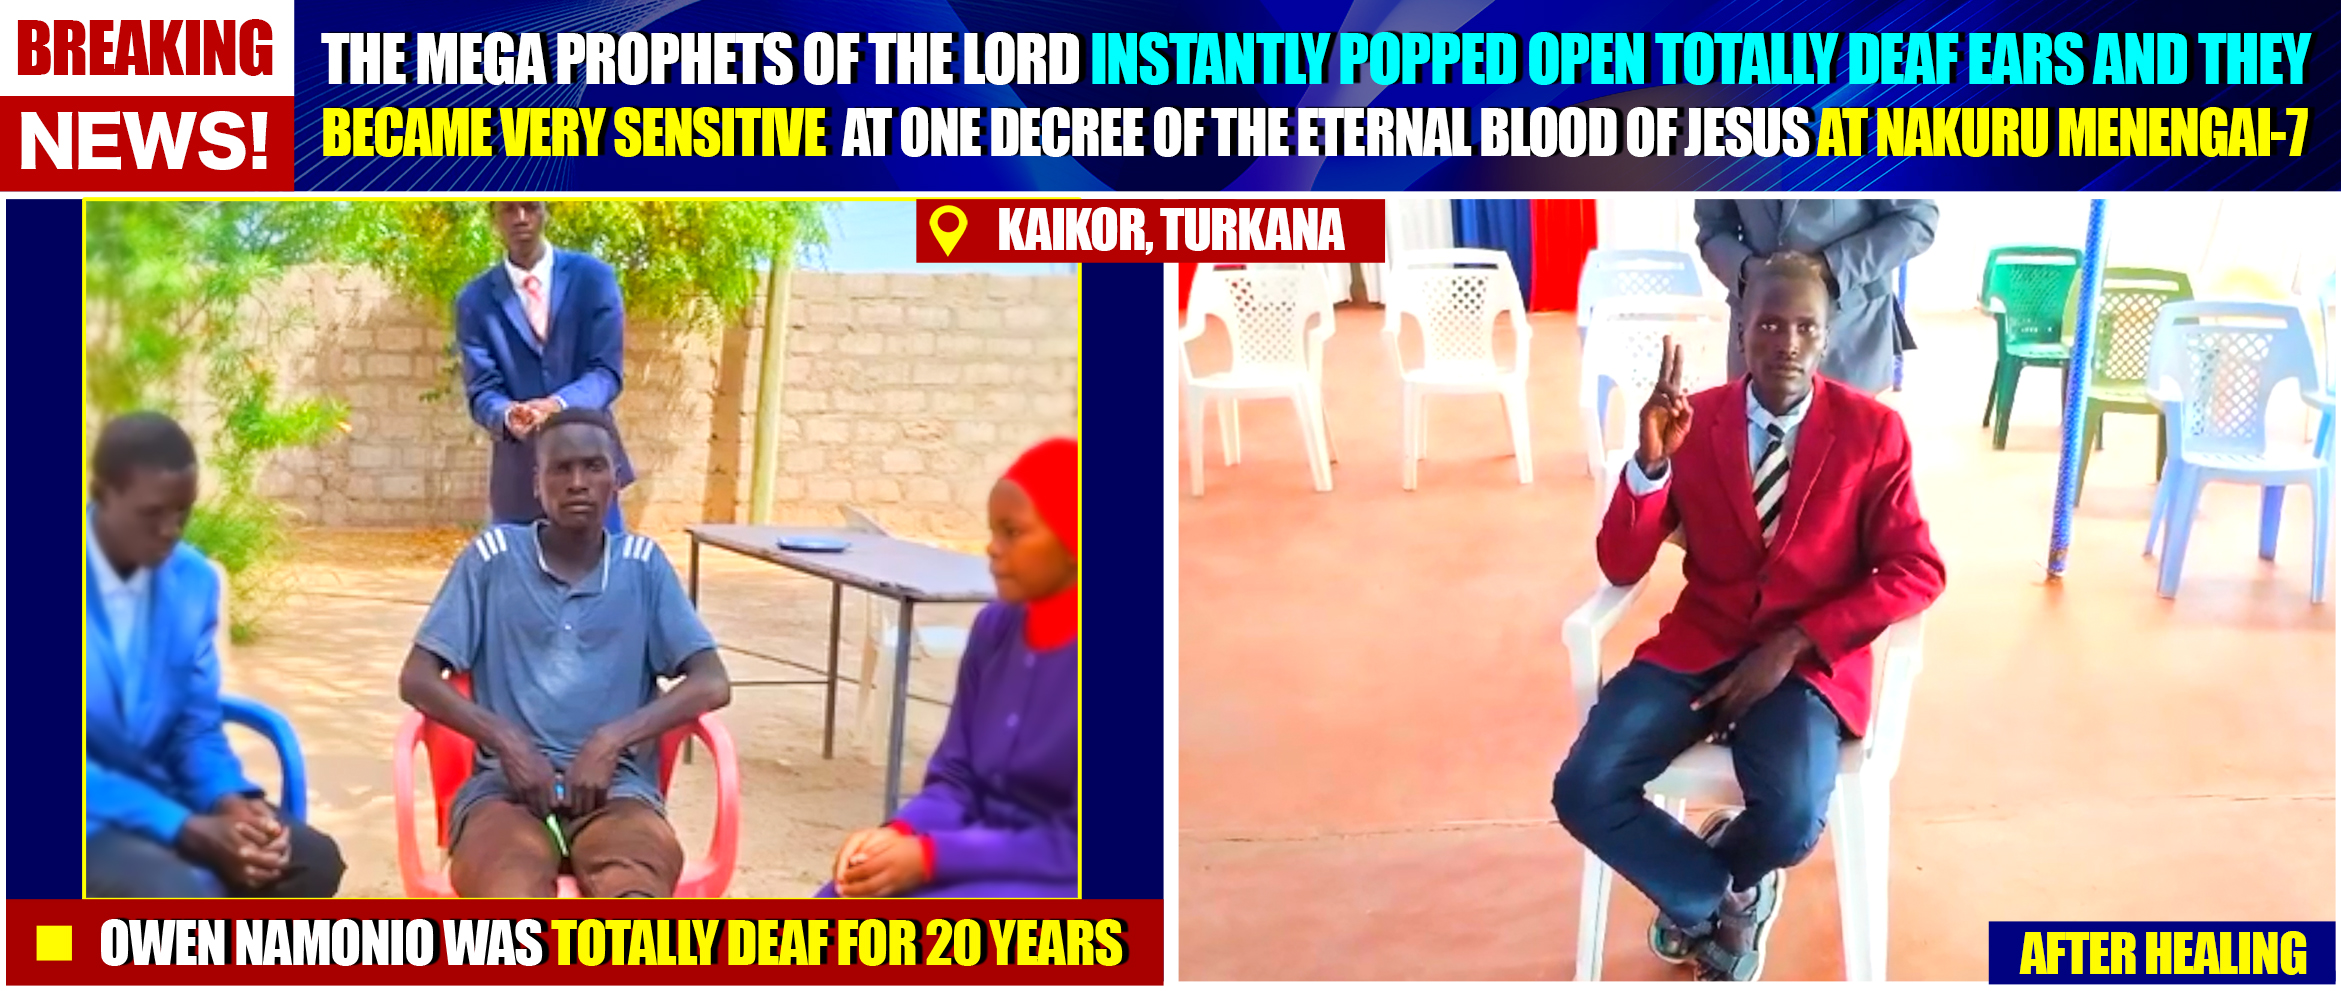 BREAKING
NEWS!
THE MEGA PROPHETS OF THE LORD INSTANTLY POPPED OPEN TOTALLY DEAF EARS AND THEY
BECAME VERY SENSITIVE AT ONE DECREE OF THE ETERNAL BLOOD OF JESUS AT NAKURU MENENGAI-7
KAIKOR, TURKANA
OWEN NAMONIO WAS TOTALLY DEAF FOR 20 YEARS
AFTER HEALING